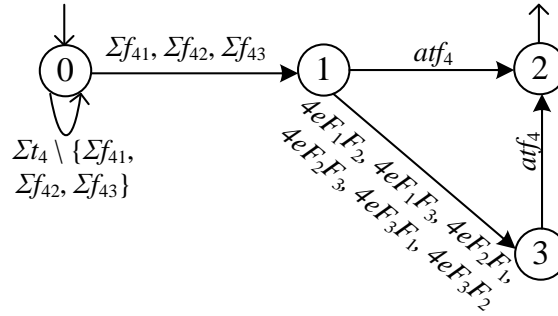 Σf₄₁, Σf₄₂, Σf₄₃
atf₄
0
1
2
Σt₄ \ {Σf₄₁,
Σf₄₂, Σf₄₃}
4eF₁F₂, 4eF₁F₃, 4eF₂F₁,
4eF₂F₃, 4eF₃F₁, 4eF₃F₂
atf₄
3